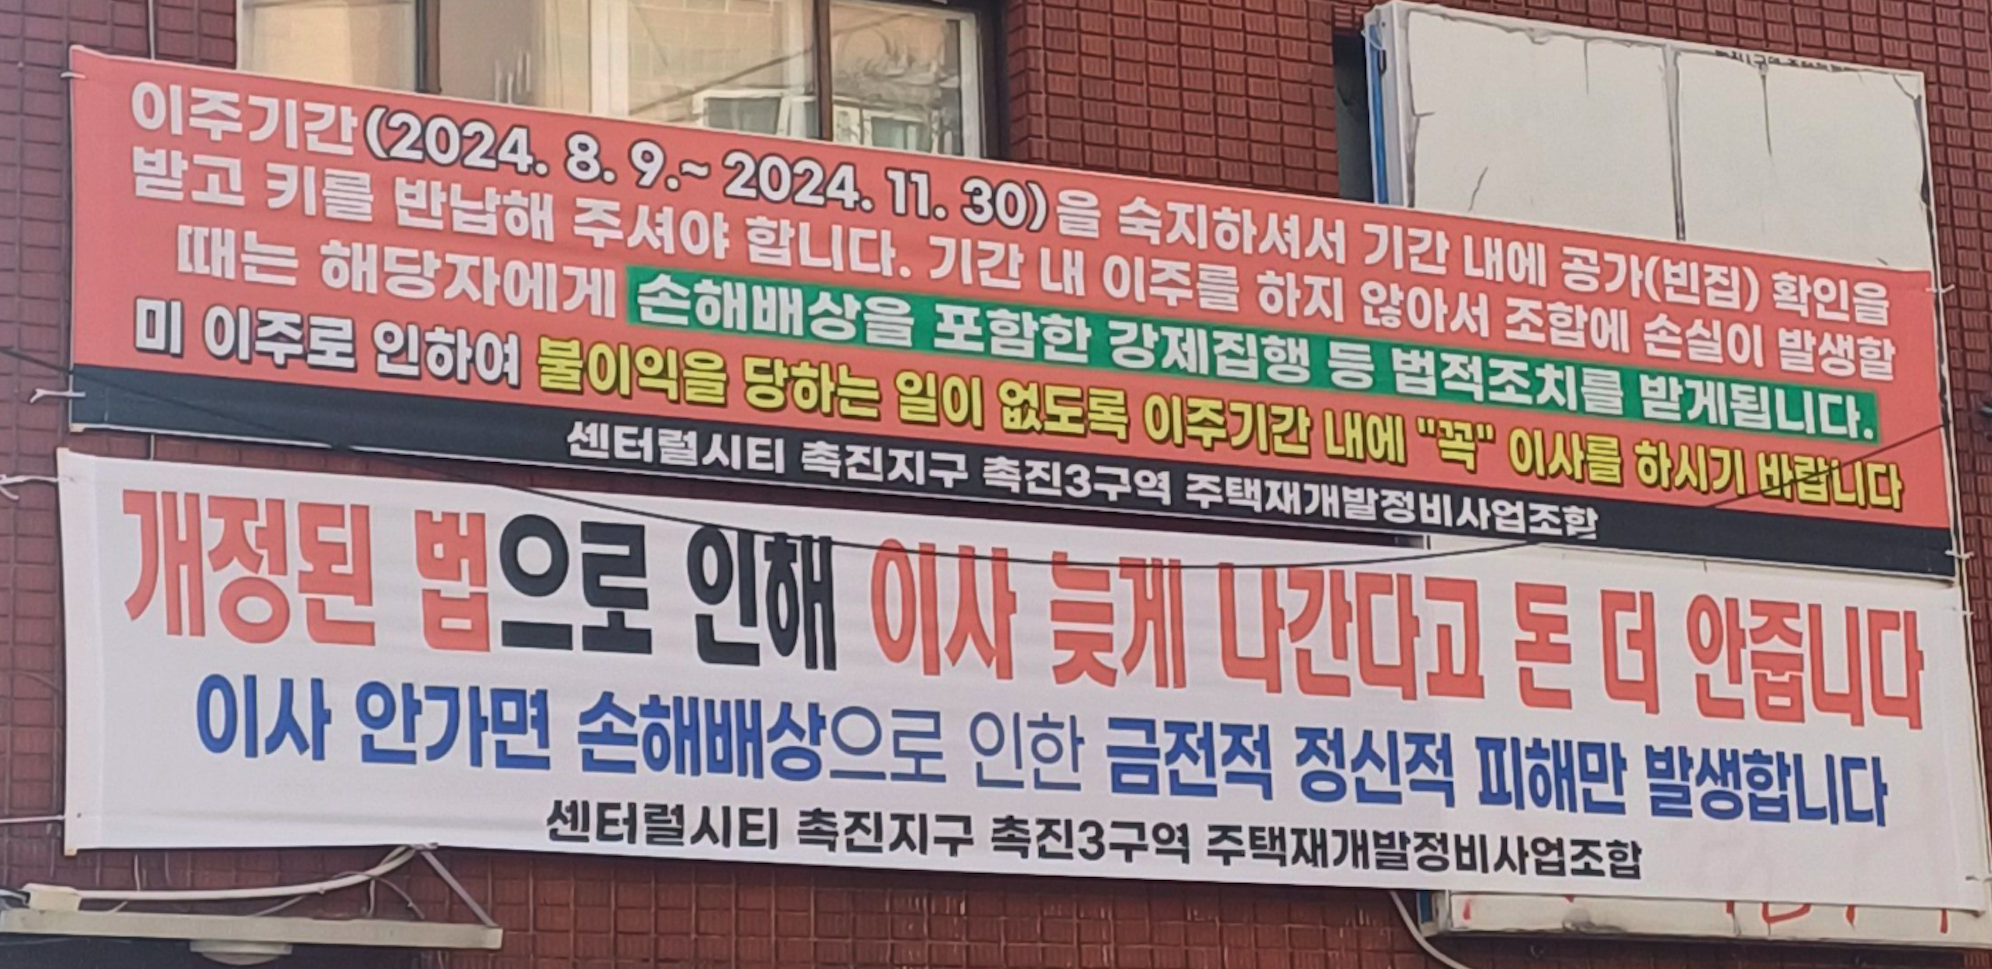 이주기간(2024. 8. 9.~ 2024. 11. 30)을 숙지하셔서 기간 내에 공가(빈집) 확인을
받고 키를 반납해 주셔야 합니다. 기간 내 이주를 하지 않아서 조합에 손실이 발생할
때는 해당자에게 손해배상을 포함한 강제집행 등 법적조치를 받게됩니다.
미 이주로 인하여 불이익을 당하는 일이 없도록 이주기간 내에 "꼭" 이사를 하시기 바랍니다
센터럴시티 촉진지구 촉진3구역 주택재개발정비사업조합
개정된 법으로 인해 이사 늦게 나간다고 돈 더 안줍니다
이사 안가면 손해배상으로 인한 금전적 정신적 피해만 발생합니다
센터럴시티 촉진지구 촉진3구역 주택재개발정비사업조합